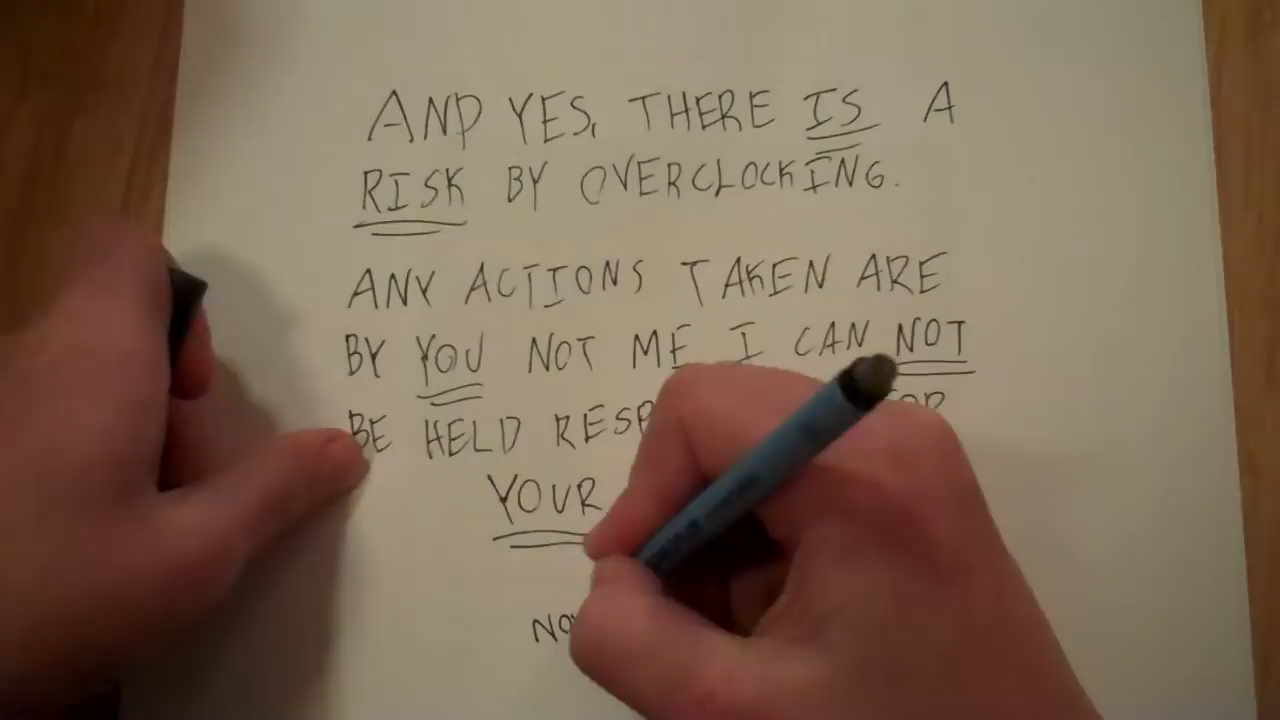 AND YES, THERE IS A
RISK BY OVERCLOCKING.
ANY ACTIONS TAKEN ARE
BY YOU NOT ME I CAN NOT
BE HELD
YOUR